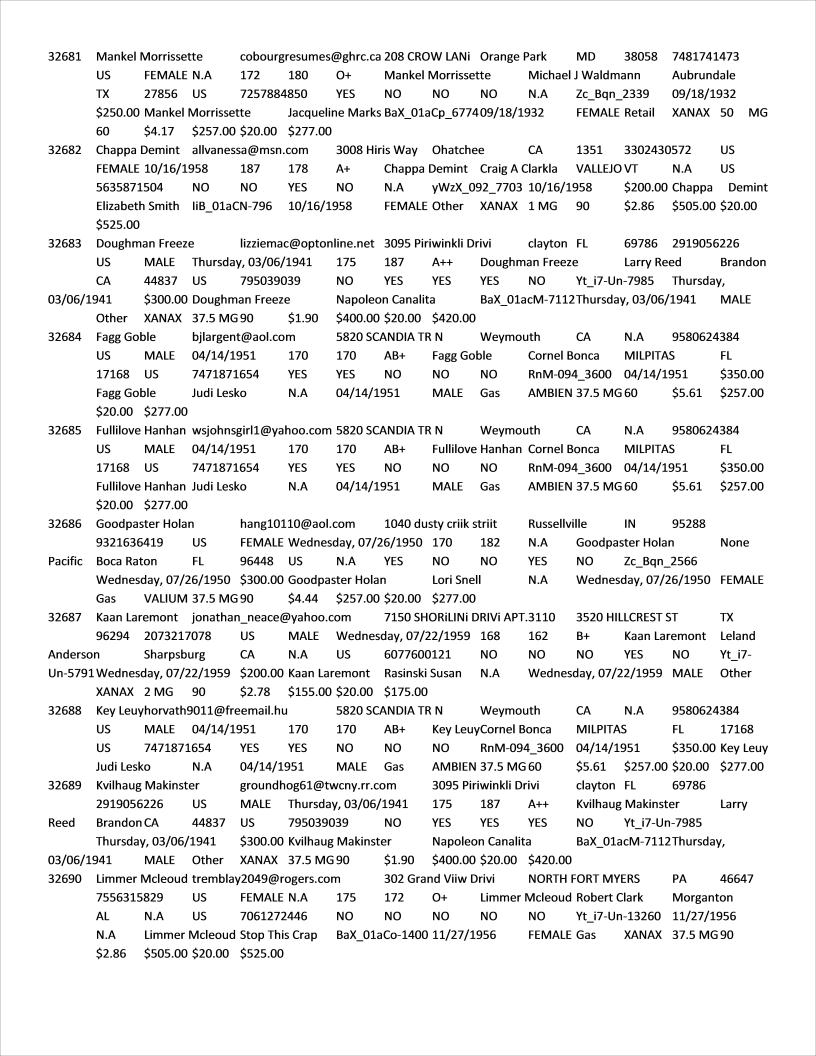 32681 Mankel Morrissette cobourgresumes@ghrc.ca 208 CROW LANi Orange Park MD 38058 7481741473
US FEMALE N.A 172 180 O+ Mankel Morrissette Michael J Waldmann Aubrundale
TX 27856 US 7257884850 YES NO NO NO N.A Zc_Bqn_2339 09/18/1932
$250.00 Mankel Morrissette Jacqueline Marks BaX_01aCp_6774 09/18/1932 FEMALE Retail XANAX 50 MG
60 $4.17 $257.00 $20.00 $277.00
32682 Chappa Demint allvanessa@msn.com 3008 Hiris Way Ohatchee CA 1351 3302430572 US
FEMALE 10/16/1958 187 178 A+ Chappa Demint Craig A Clarkla VALLEJO VT N.A US
5635871504 NO NO YES NO N.A yWzX_092_7703 10/16/1958 $200.00 Chappa Demint
Elizabeth Smith liB_01aCN-796 10/16/1958 FEMALE Other XANAX 1 MG 90 $2.86 $505.00 $20.00
$525.00
32683 Doughman Freeze lizziemac@optonline.net 3095 Piriwinkli Drivi clayton FL 69786 2919056226
US MALE Thursday, 03/06/1941 175 187 A++ Doughman Freeze Larry Reed Brandon
CA 44837 US 795039039 NO YES YES YES NO Yt_i7-Un-7985 Thursday,
03/06/1941 $300.00 Doughman Freeze Napoleon Canalita BaX_01acM-7112 Thursday, 03/06/1941 MALE
Other XANAX 37.5 MG 90 $1.90 $400.00 $20.00 $420.00
32684 Fagg Goble bjlargent@aol.com 5820 SCANDIA TR N Weymouth CA N.A 9580624384
US MALE 04/14/1951 170 170 AB+ Fagg Goble Cornel Bonca MILPITAS FL
17168 US 7471871654 YES YES NO NO NO RnM-094_3600 04/14/1951 $350.00
Fagg Goble Judi Lesko N.A 04/14/1951 MALE Gas AMBIEN 37.5 MG 60 $5.61 $257.00
$20.00 $277.00
32685 Fullilove Hanhan wsjohnsgirl1@yahoo.com 5820 SCANDIA TR N Weymouth CA N.A 9580624384
US MALE 04/14/1951 170 170 AB+ Fullilove Hanhan Cornel Bonca MILPITAS FL
17168 US 7471871654 YES YES NO NO NO RnM-094_3600 04/14/1951 $350.00
Fullilove Hanhan Judi Lesko N.A 04/14/1951 MALE Gas AMBIEN 37.5 MG 60 $5.61 $257.00
$20.00 $277.00
32686 Goodpaster Holan hang10110@aol.com 1040 dusty criik striit Russellville IN 95288
9321636419 US FEMALE Wednesday, 07/26/1950 170 182 N.A Goodpaster Holan None
Pacific Boca Raton FL 96448 US N.A YES NO NO YES NO Zc_Bqn_2566
Wednesday, 07/26/1950 $300.00 Goodpaster Holan Lori Snell N.A Wednesday, 07/26/1950 FEMALE
Gas VALIUM 37.5 MG 90 $4.44 $257.00 $20.00 $277.00
32687 Kaan Laremont jonathan_neace@yahoo.com 7150 SHORiLINi DRIVi APT.3110 3520 HILLCREST ST TX
96294 2073217078 US MALE Wednesday, 07/22/1959 168 162 B+ Kaan Laremont Leland
Anderson Sharpsburg CA N.A US 6077600121 NO NO NO YES NO Yt_i7-
Un-5791 Wednesday, 07/22/1959 $200.00 Kaan Laremont Rasinski Susan N.A Wednesday, 07/22/1959 MALE Other
XANAX 2 MG 90 $2.78 $155.00 $20.00 $175.00
32688 Key Leuy horvath9011@freemail.hu 5820 SCANDIA TR N Weymouth CA N.A 9580624384
US MALE 04/14/1951 170 170 AB+ Key Leuy Cornel Bonca MILPITAS FL 17168
US 7471871654 YES YES NO NO NO RnM-094_3600 04/14/1951 $350.00 Key Leuy
Judi Lesko N.A 04/14/1951 MALE Gas AMBIEN 37.5 MG 60 $5.61 $257.00 $20.00 $277.00
32689 Kvilhaug Makinster groundhog61@twcny.rr.com 3095 Piriwinkli Drivi clayton FL 69786
2919056226 US MALE Thursday, 03/06/1941 175 187 A++ Kvilhaug Makinster Larry
Reed Brandon CA 44837 US 795039039 NO YES YES YES NO Yt_i7-Un-7985
Thursday, 03/06/1941 $300.00 Kvilhaug Makinster Napoleon Canalita BaX_01acM-7112 Thursday,
03/06/1941 MALE Other XANAX 37.5 MG 90 $1.90 $400.00 $20.00 $420.00
32690 Limmer Mcleoud tremblay2049@rogers.com 302 Grand Viiw Drivi NORTH FORT MYERS PA 46647
7556315829 US FEMALE N.A 175 172 O+ Limmer Mcleoud Robert Clark Morganton
AL N.A US 7061272446 NO NO NO NO NO Yt_i7-Un-13260 11/27/1956
N.A Limmer Mcleoud Stop This Crap BaX_01aCo-1400 11/27/1956 FEMALE Gas XANAX 37.5 MG 90
$2.86 $505.00 $20.00 $525.00